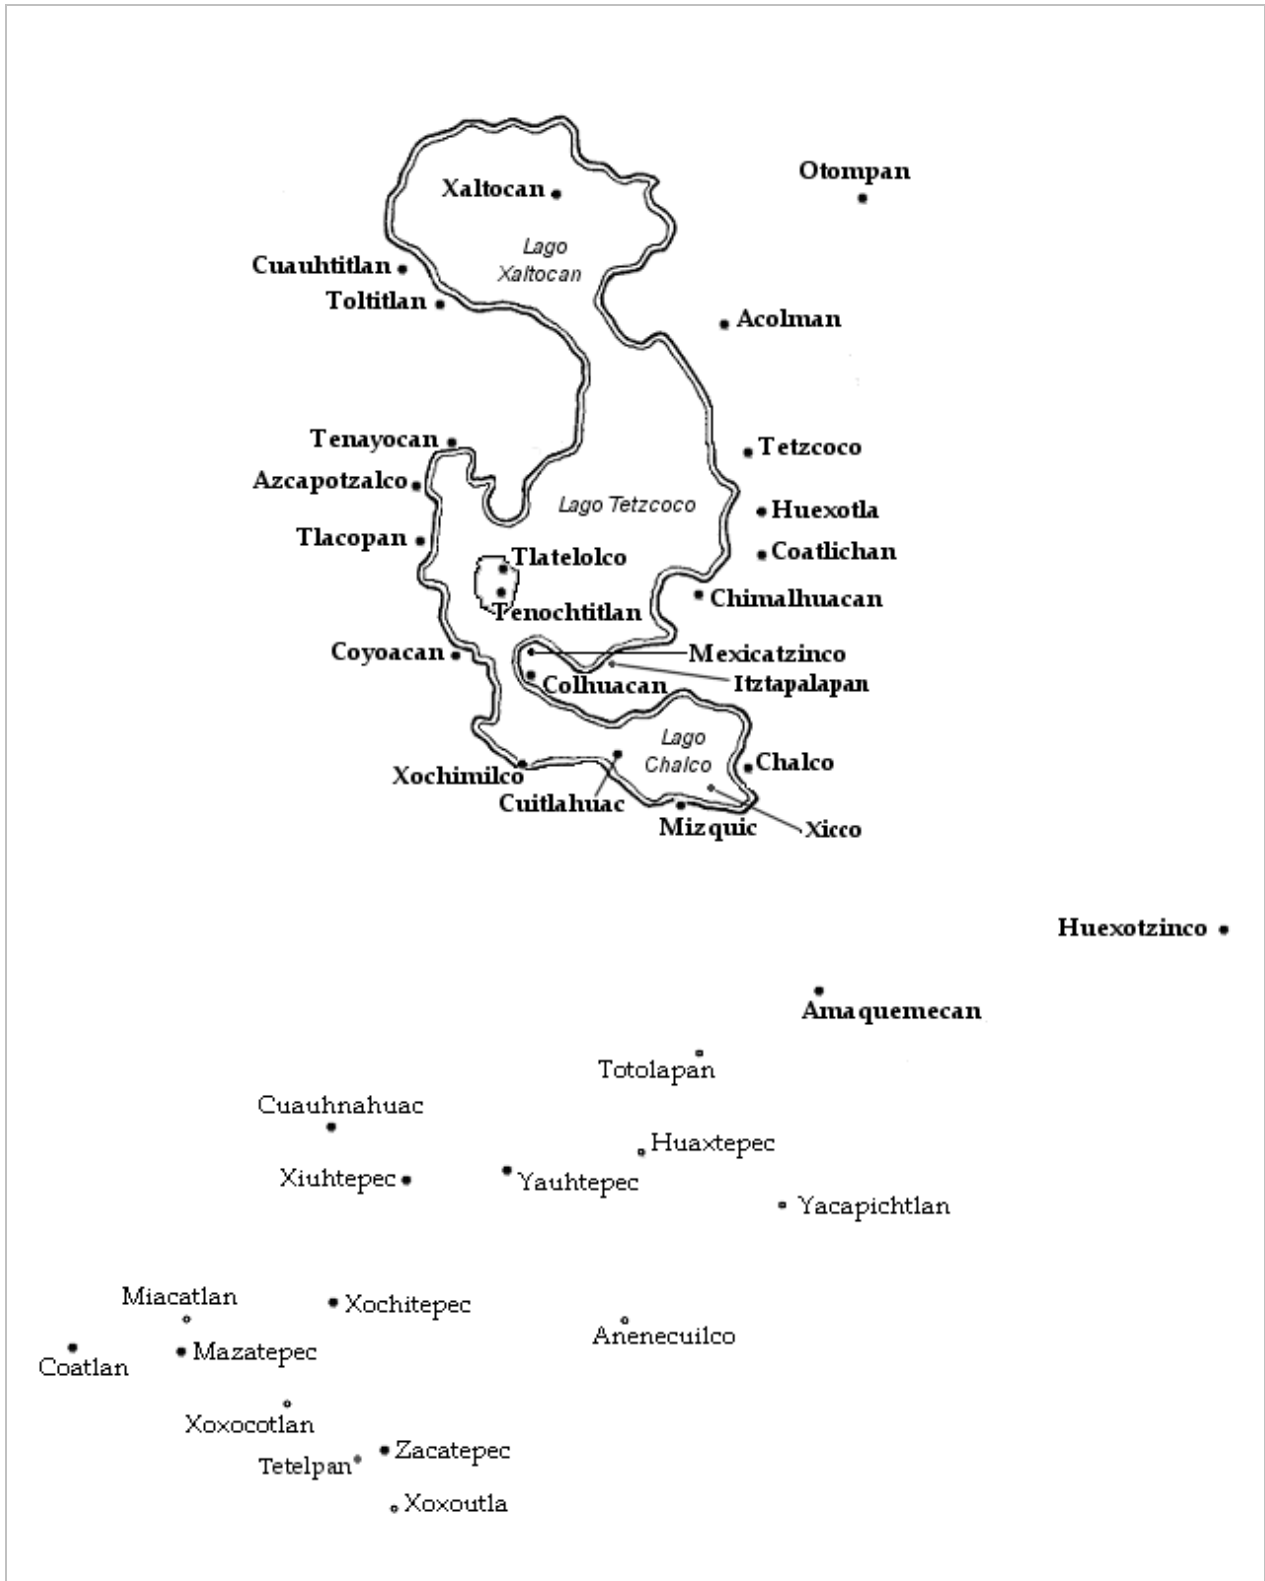 Otompan
Xaltocan
Lago
Xaltocan
Cuauhtitlan
Toltitlan
Acolman
Tenayocan
Tetzcoco
Azcapotzalco
Lago Tetzcoco
Huexotla
Tlacopan
Coatlichan
Tlatelolco
Chimalhuacan
Tenochtitlan
Coyoacan
Mexicatzinco
Itztapalapan
Colhuacan
Lago
Chalco
Chalco
Xochimilco
Cuitlahuac
Mizquic
Xicco
Huexotzinco
Amaquemecan
Totolapan
Cuauhnahuac
Huaxtepec
Xiuhtepec
Yauhtepec
Yacapichtlan
Miacatlan
Xochitepec
Anenecuilco
Mazatepec
Coatlan
Xoxocotlan
Zacatepec
Tetelpan
Xoxoutla